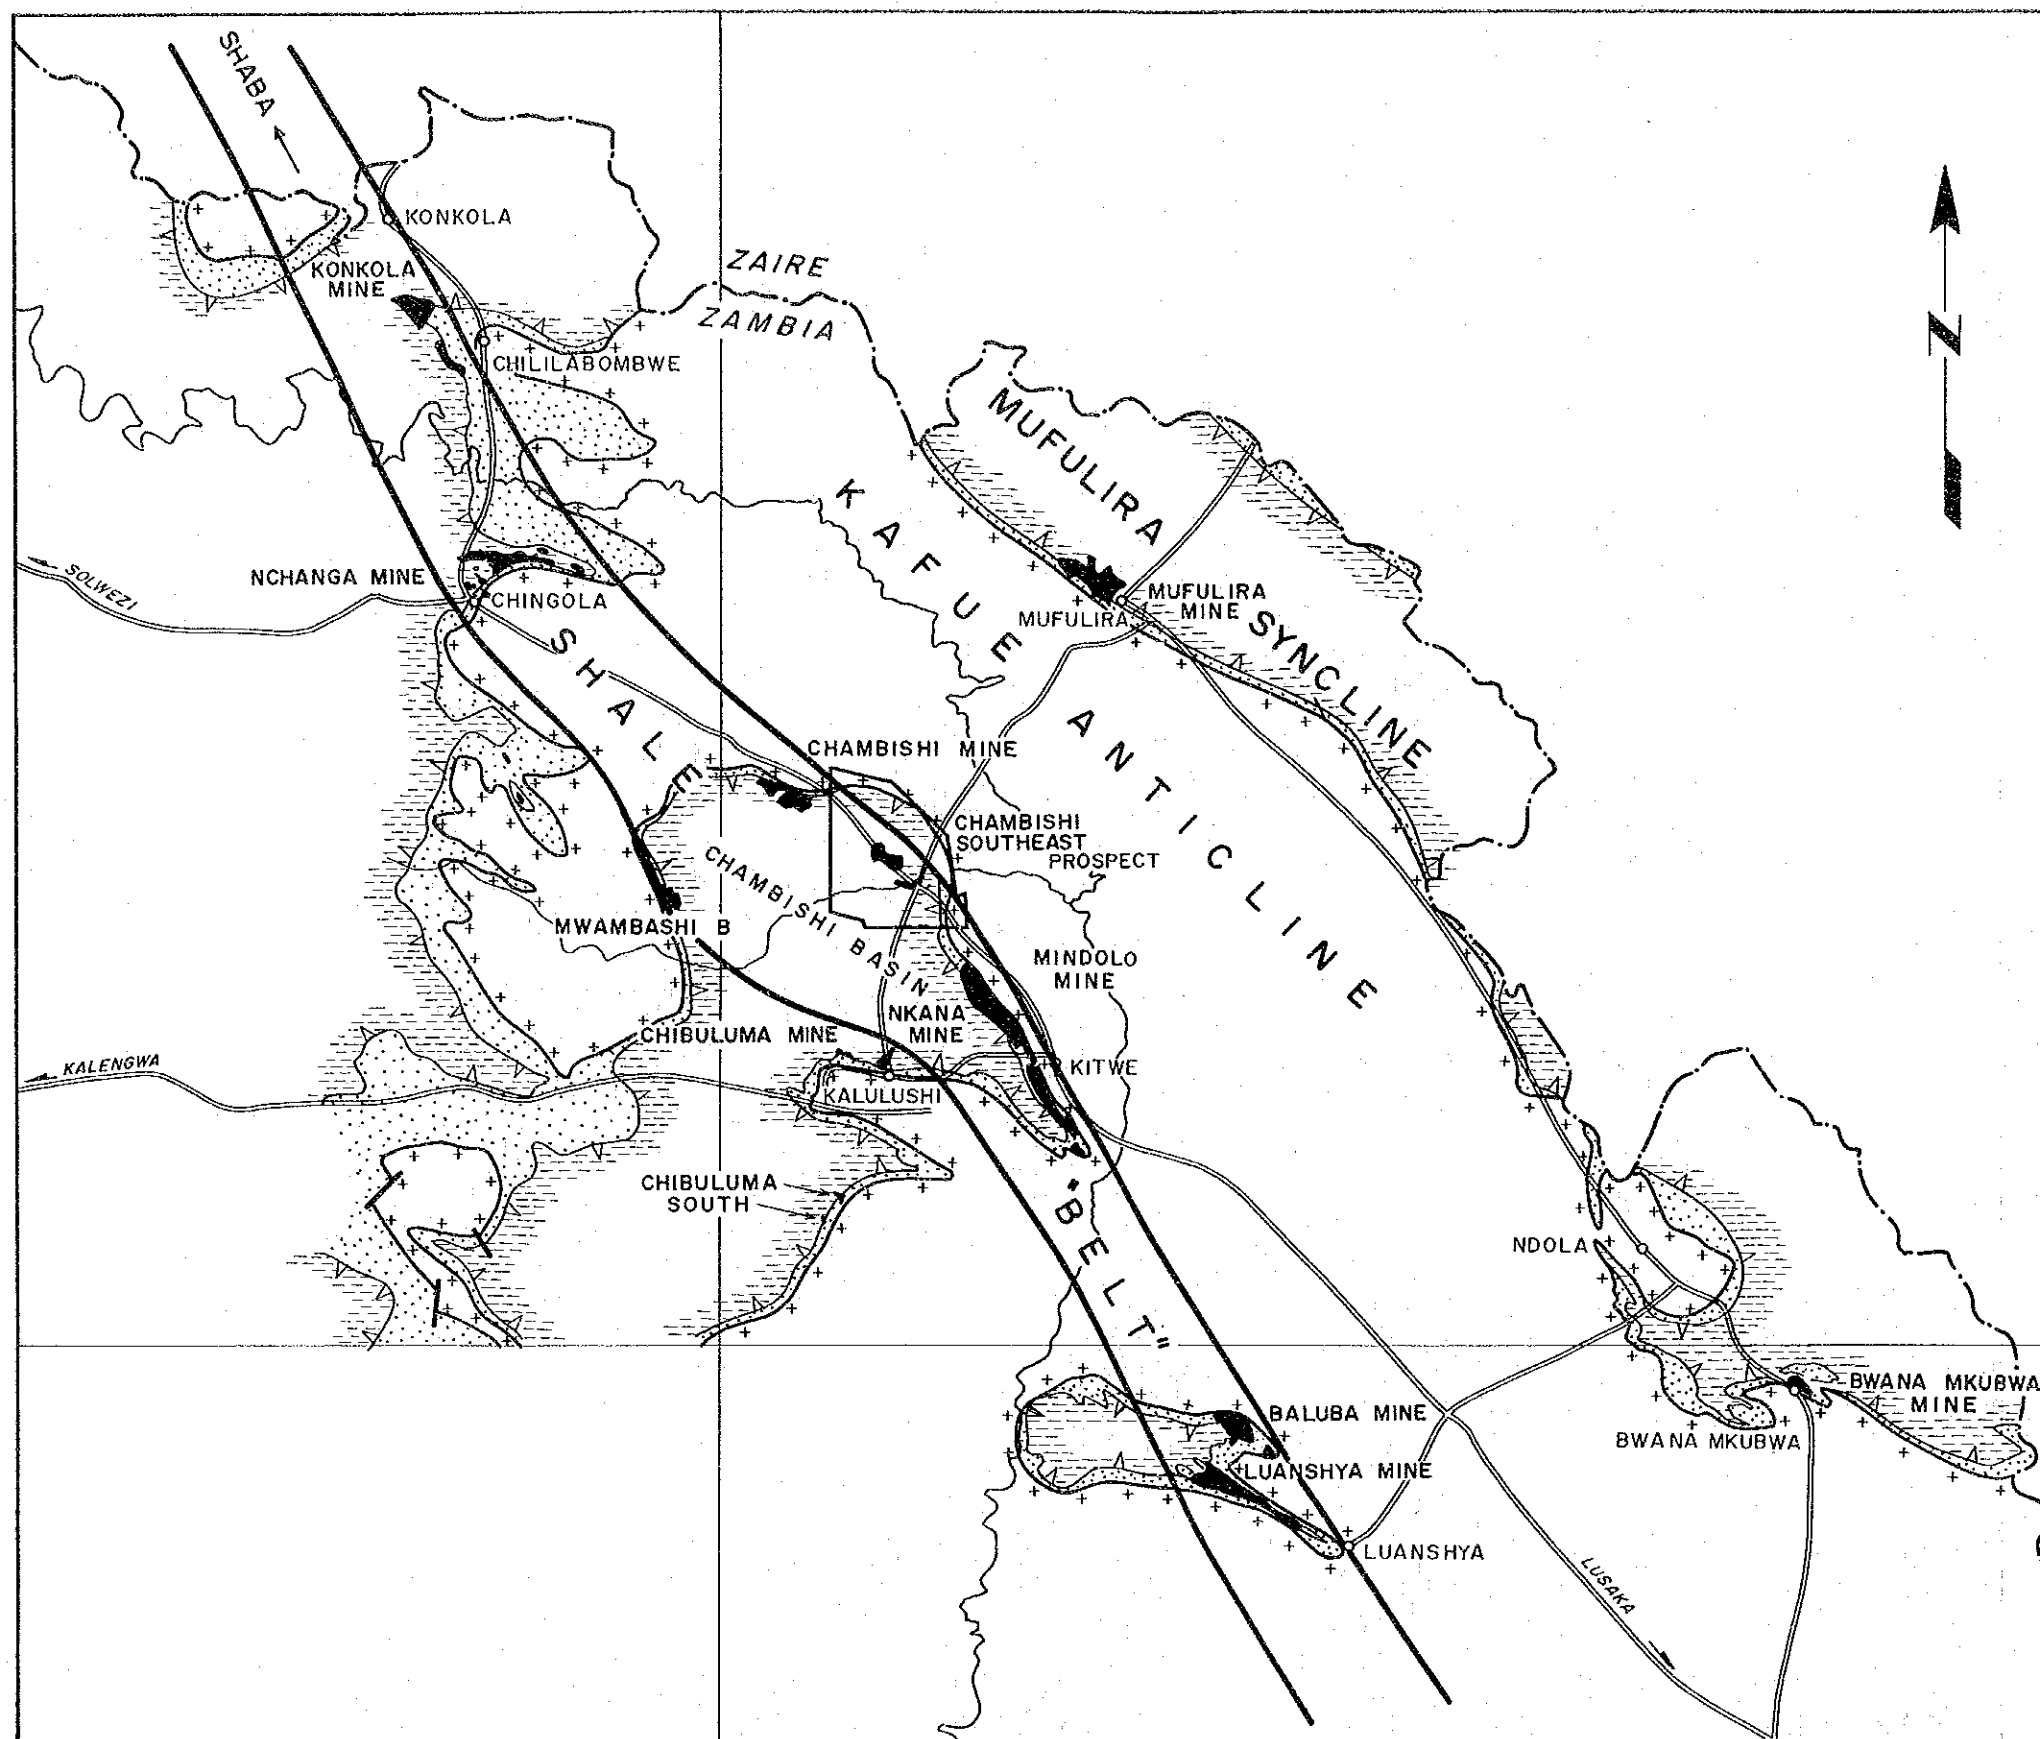 SHABA
KONKOLA
ZAIRE
ZAMBIA
KONKOLA
MINE
CHILILABOMBWE
MUFULIRA
SYNCLINE
KAFUE
ANTICLINE
SOLWEZI
NCHANGA MINE
CHINGOLA
MUFULIRA
MUFULIRA
MINE
SHALE
"BELT"
CHAMBISHI MINE
CHAMBISHI
SOUTHEAST
PROSPECT
CHAMBISHI BASIN
MWAMBASHI B
MINDOLO
MINE
NKANA
MINE
CHIBULUMA MINE
KALENGWA
KITWE
KALULUSHI
CHIBULUMA
SOUTH
NDOLA
BALUBA MINE
BWANA MKUBWA
MINE
BWANA MKUBWA
LUANSHYA MINE
LUANSHYA
LUSAKA
N